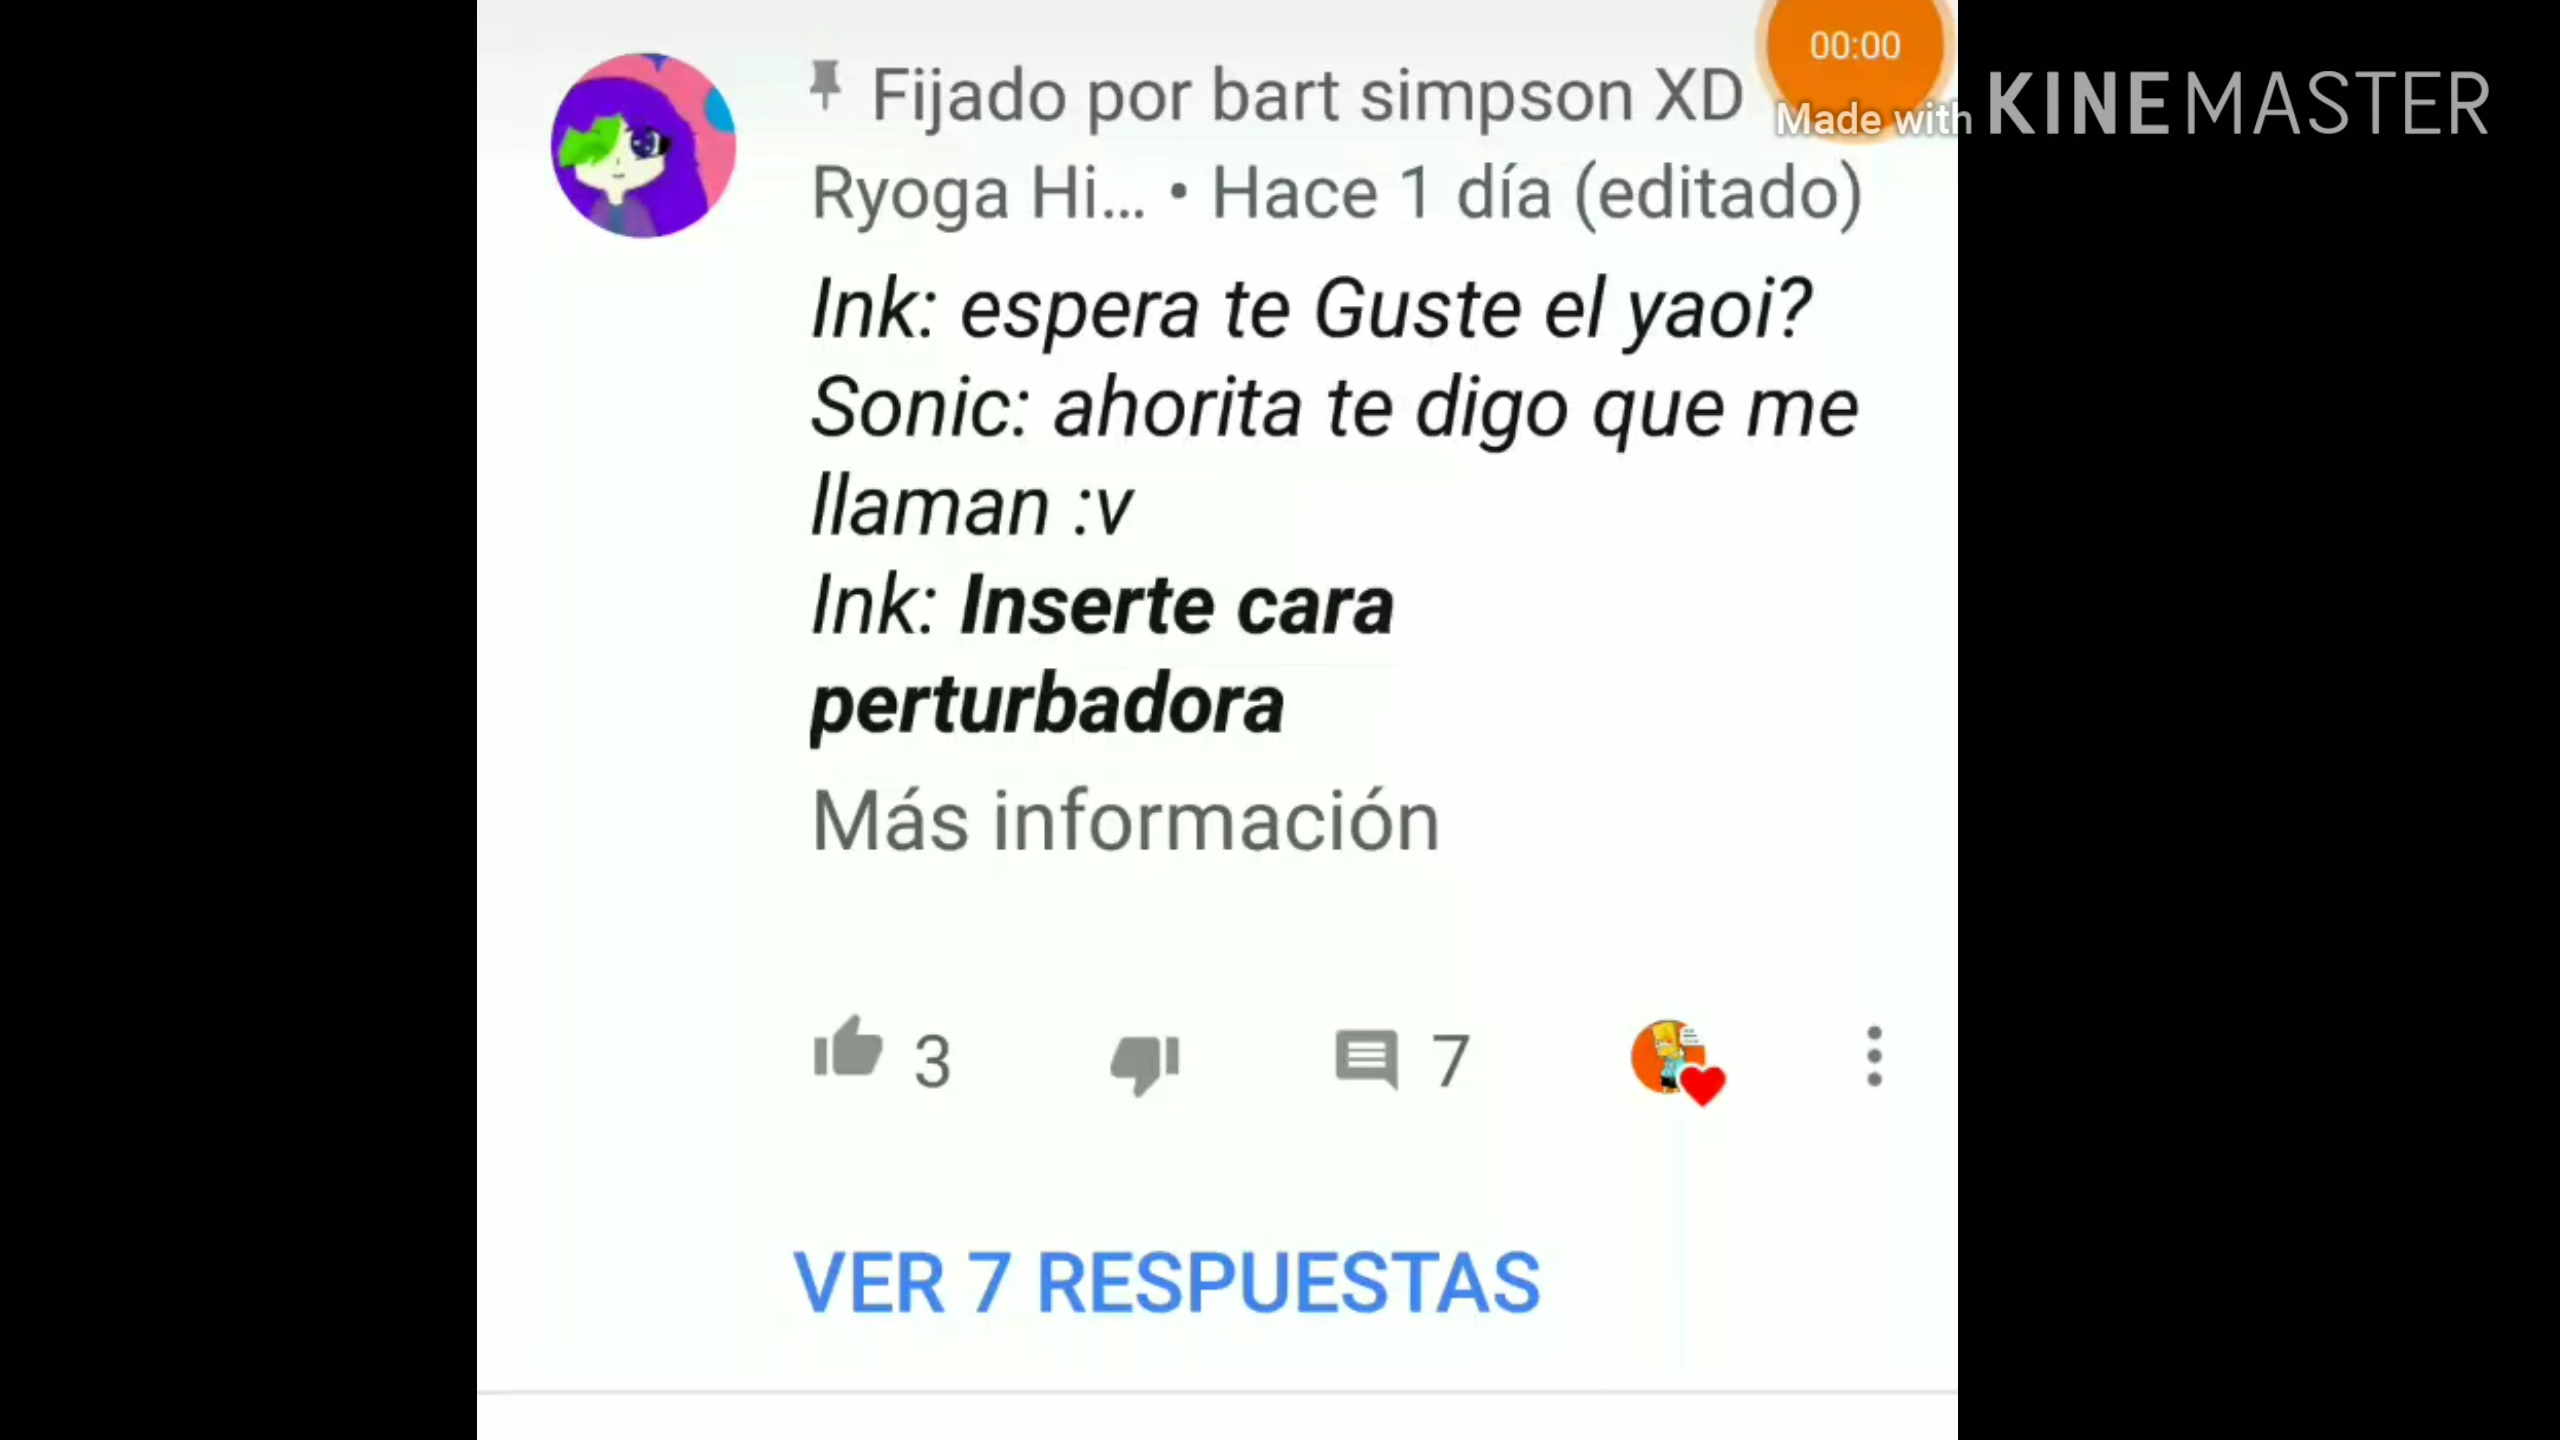 00:00
Made with KINEMASTER
Fijado por bart simpson XD
Ryoga Hi... • Hace 1 día (editado)
Ink: espera te Guste el yaoi?
Sonic: ahorita te digo que me
llaman :v
Ink: Inserte cara
perturbadora
Más información
3
7
VER 7 RESPUESTAS